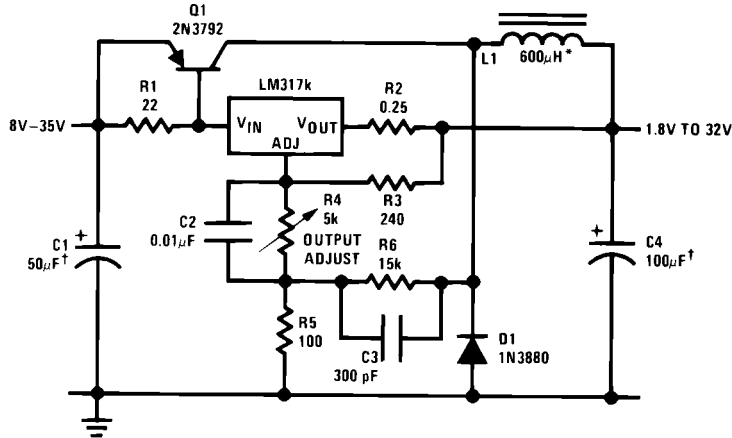 Q1
2N3792
L1
600μH*
R1
22
LM317k
R2
0.25
8V–35V
VIN
VOUT
ADJ
1.8V TO 32V
R4
5k
R3
240
C2
0.01μF
OUTPUT
ADJUST
R6
15k
C1
50μF†
+
C4
100μF†
+
R5
100
C3
300 pF
D1
1N3880